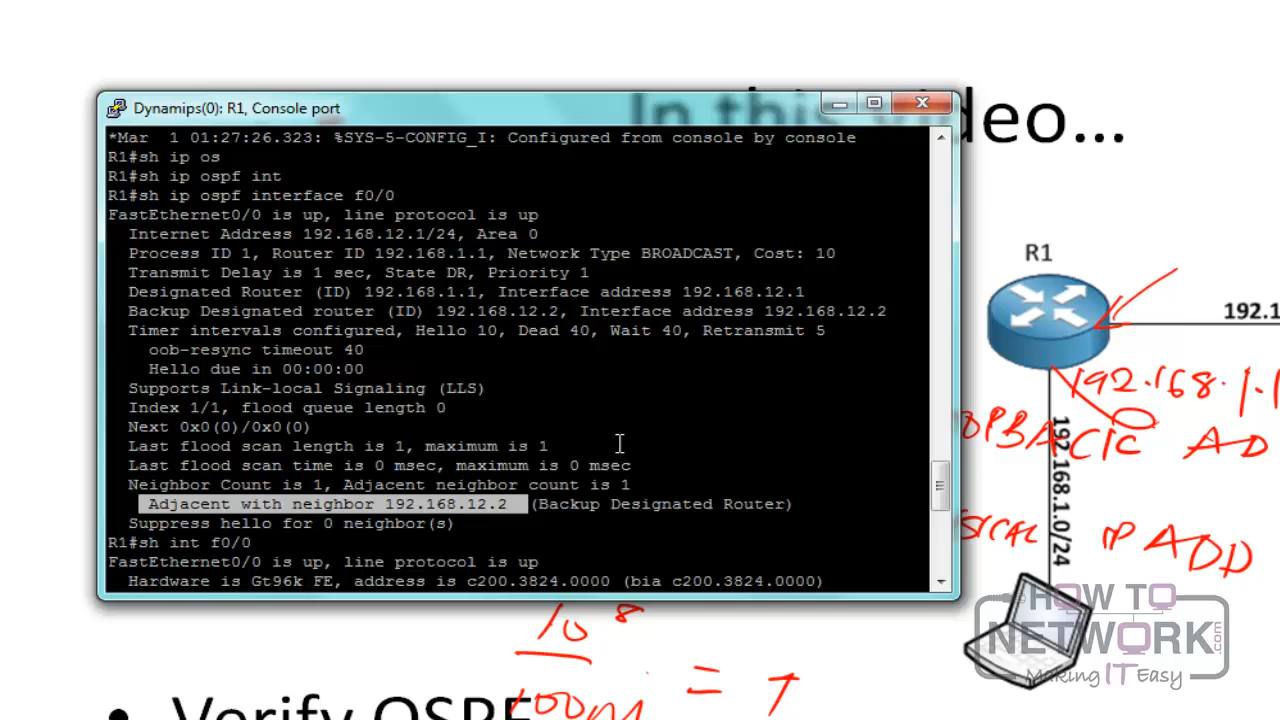 In this video...
Dynamips(0): R1, Console port
*Mar 1 01:27:26.323: %SYS-5-CONFIG_I: Configured from console by console
R1#sh ip os
R1#sh ip ospf int
R1#sh ip ospf interface f0/0
FastEthernet0/0 is up, line protocol is up
Internet Address 192.168.12.1/24, Area 0
Process ID 1, Router ID 192.168.1.1, Network Type BROADCAST, Cost: 10
Transmit Delay is 1 sec, State DR, Priority 1
Designated Router (ID) 192.168.1.1, Interface address 192.168.12.1
Backup Designated router (ID) 192.168.12.2, Interface address 192.168.12.2
Timer intervals configured, Hello 10, Dead 40, Wait 40, Retransmit 5
oob-resync timeout 40
Hello due in 00:00:00
Supports Link-local Signaling (LLS)
Index 1/1, flood queue length 0
Next 0x0(0)/0x0(0)
Last flood scan length is 1, maximum is 1
Last flood scan time is 0 msec, maximum is 0 msec
Neighbor Count is 1, Adjacent neighbor count is 1
Adjacent with neighbor 192.168.12.2 (Backup Designated Router)
Suppress hello for 0 neighbor(s)
R1#sh int f0/0
FastEthernet0/0 is up, line protocol is up
Hardware is Gt96k FE, address is c200.3824.0000 (bia c200.3824.0000)
R1
192.1
192.168.1.1
OPBACK AD
192.168.1.0/24
SICAL IP ADD
HOW TO
NETWORK.com
Making IT Easy
10 8
100M = 1
• Verify OSPF